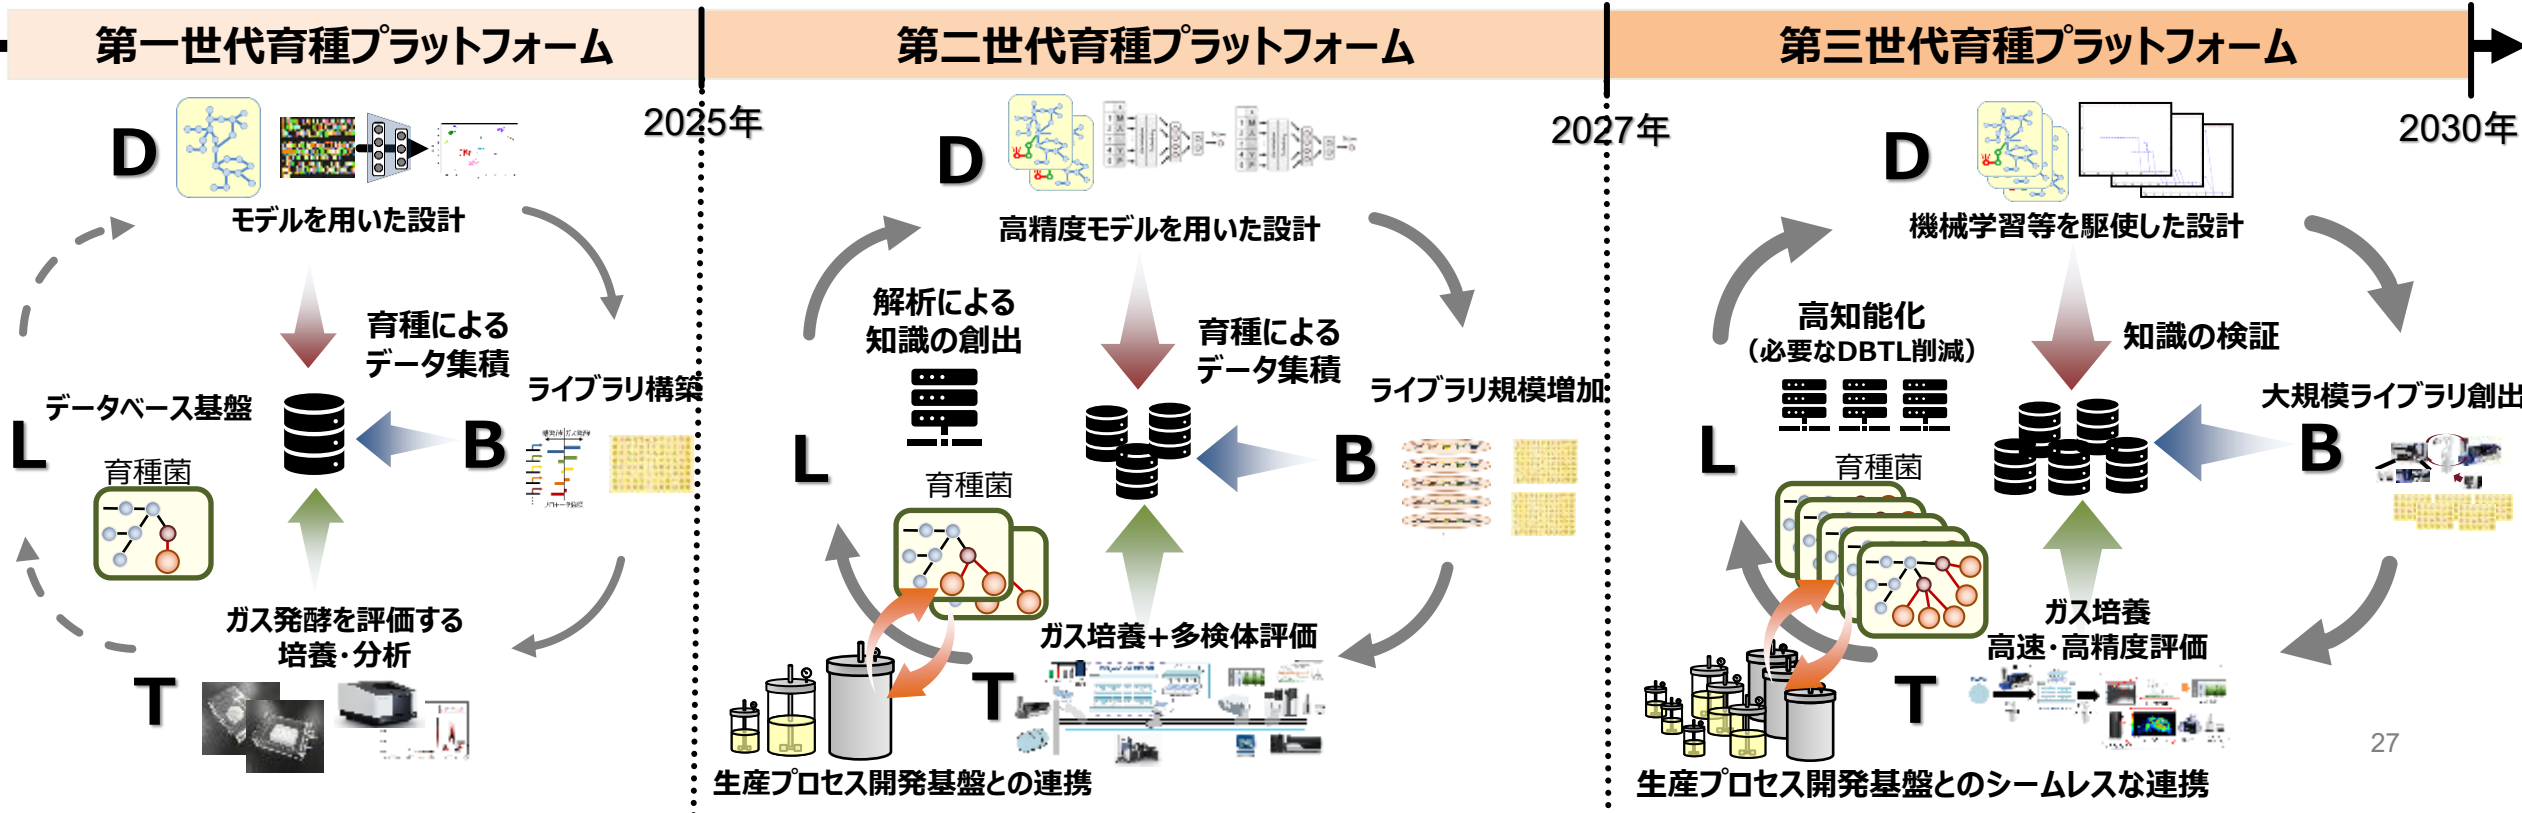 第一世代育種プラットフォーム
第二世代育種プラットフォーム
第三世代育種プラットフォーム
2025年
2027年
2030年
D
モデルを用いた設計
育種による
データ集積
ライブラリ構築
データベース基盤
L
B
育種菌
ガス発酵を評価する
培養・分析
T
D
高精度モデルを用いた設計
解析による
知識の創出
育種による
データ集積
ライブラリ規模増加
L
B
育種菌
ガス培養+多検体評価
T
生産プロセス開発基盤との連携
D
機械学習等を駆使した設計
高知能化
（必要なDBTL削減）
知識の検証
大規模ライブラリ創出
L
B
育種菌
ガス培養
高速・高精度評価
T
生産プロセス開発基盤とのシームレスな連携
27